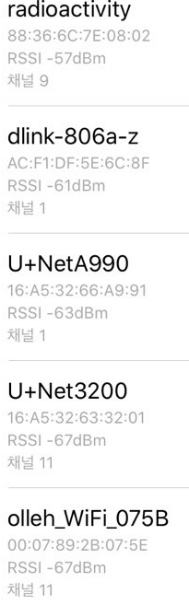 radioactivity
88:36:6C:7E:08:02
RSSI -57dBm
채널 9
dlink-806a-z
AC:F1:DF:5E:6C:8F
RSSI -61dBm
채널 1
U+NetA990
16:A5:32:66:A9:91
RSSI -63dBm
채널 1
U+Net3200
16:A5:32:63:32:01
RSSI -67dBm
채널 11
olleh_WiFi_075B
00:07:89:2B:07:5E
RSSI -67dBm
채널 11